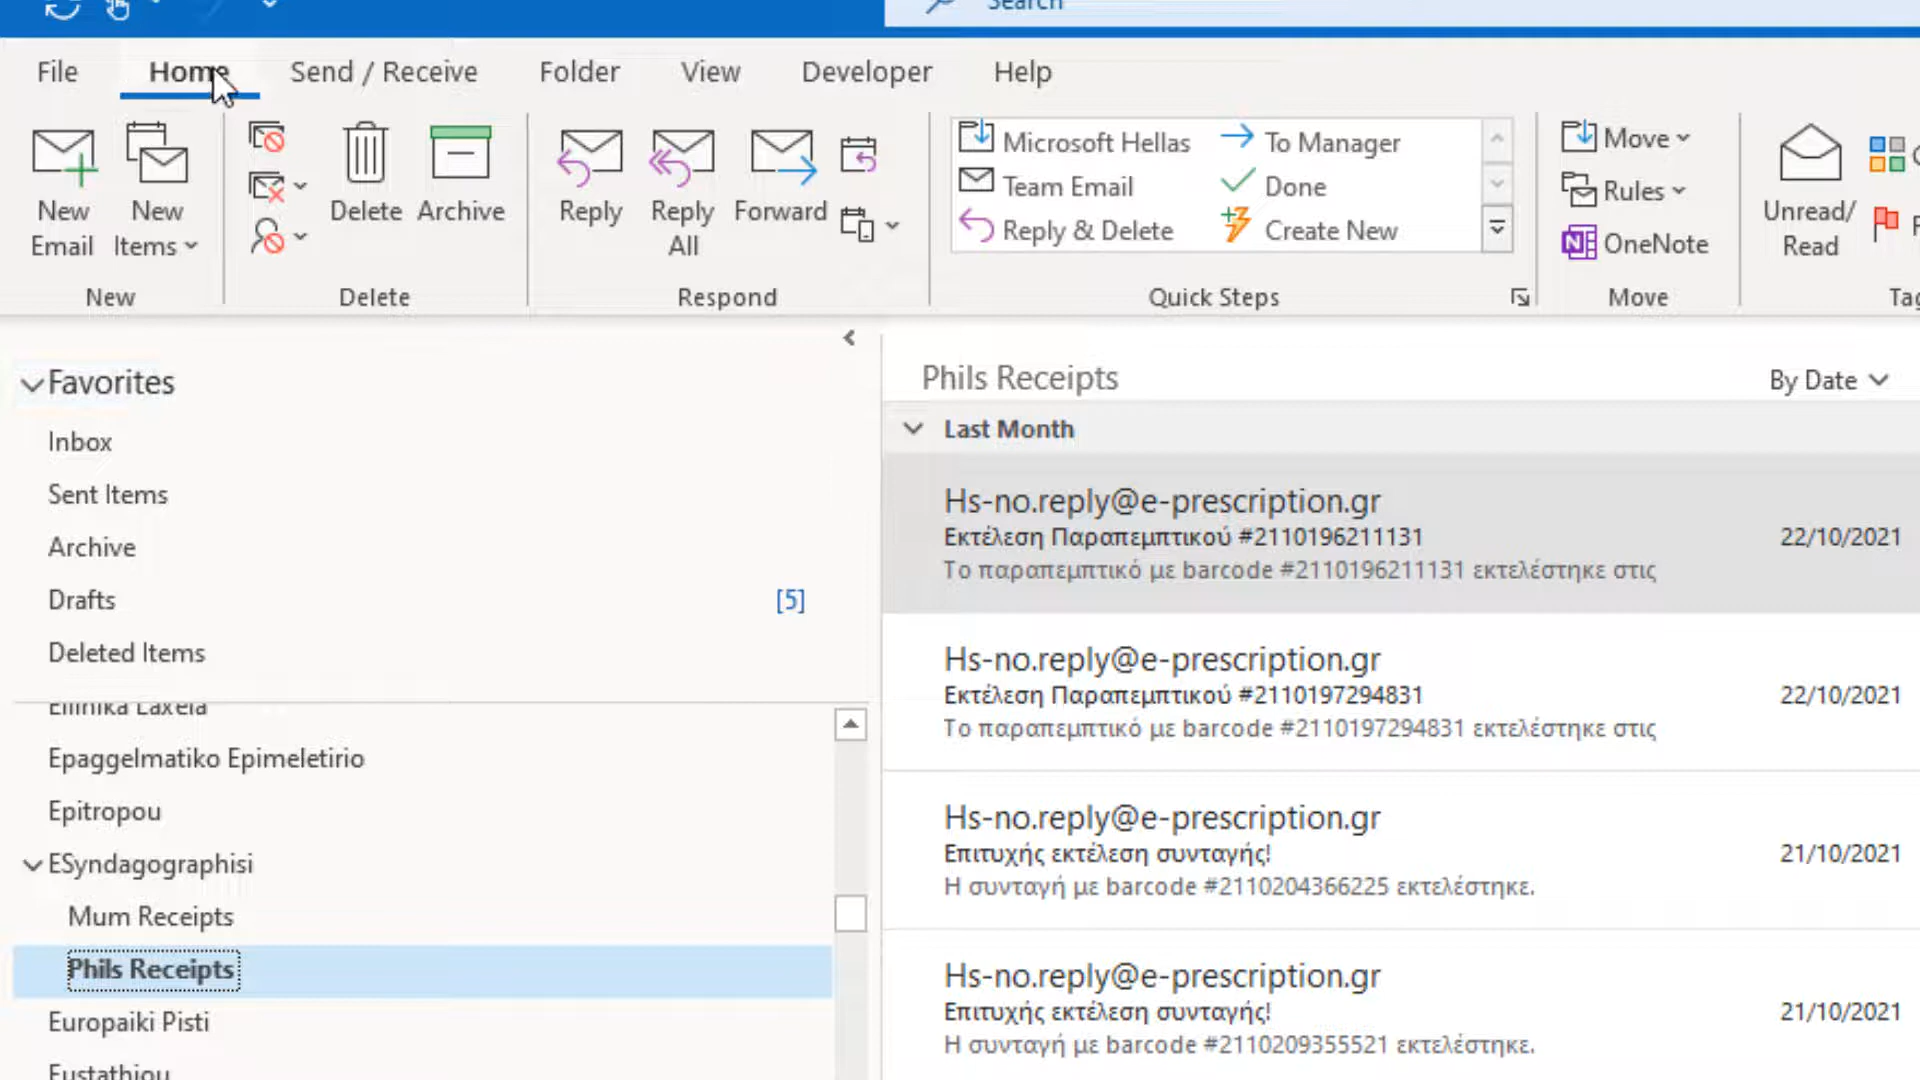 Search
File Home Send / Receive Folder View Developer Help
New Email
New Items
Delete
Archive
Reply
Reply All
Forward
Microsoft Hellas
To Manager
Team Email
Done
Reply & Delete
Create New
Move
Rules
OneNote
Unread/
Read
New Delete Respond Quick Steps Move
Favorites
Inbox
Sent Items
Archive
Drafts [5]
Deleted Items
Ellinika Laxeia
Epaggelmatiko Epimeletirio
Epitropou
ESyndagographisi
Mum Receipts
Phils Receipts
Europaiki Pisti
Eustathiou
Phils Receipts By Date
Last Month
Hs-no.reply@e-prescription.gr
Εκτέλεση Παραπεμπτικού #2110196211131 22/10/2021
Το παραπεμπτικό με barcode #2110196211131 εκτελέστηκε στις
Hs-no.reply@e-prescription.gr
Εκτέλεση Παραπεμπτικού #2110197294831 22/10/2021
Το παραπεμπτικό με barcode #2110197294831 εκτελέστηκε στις
Hs-no.reply@e-prescription.gr
Επιτυχής εκτέλεση συνταγής! 21/10/2021
Η συνταγή με barcode #2110204366225 εκτελέστηκε.
Hs-no.reply@e-prescription.gr
Επιτυχής εκτέλεση συνταγής! 21/10/2021
Η συνταγή με barcode #2110209355521 εκτελέστηκε.